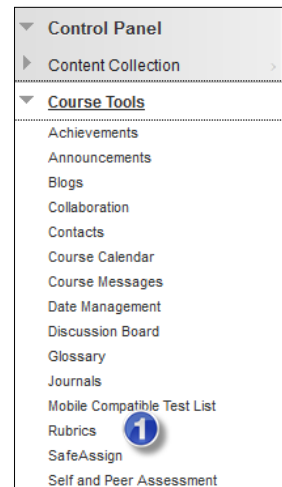 Control Panel
Content Collection
Course Tools
Achievements
Announcements
Blogs
Collaboration
Contacts
Course Calendar
Course Messages
Date Management
Discussion Board
Glossary
Journals
Mobile Compatible Test List
Rubrics 1
SafeAssign
Self and Peer Assessment